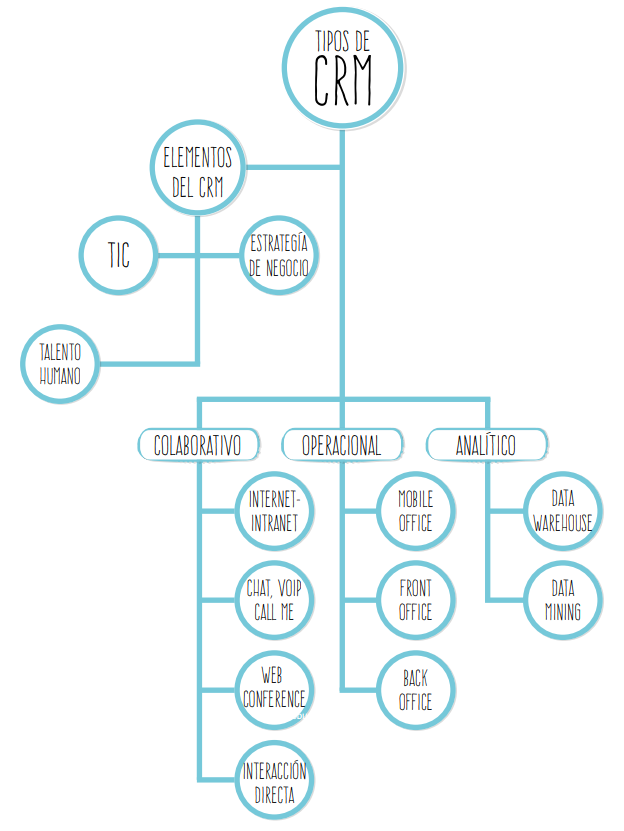 TIPOS DE
CRM
ELEMENTOS
DEL CRM
TIC
ESTRATEGÍA
DE NEGOCIO
TALENTO
HUMANO
COLABORATIVO
OPERACIONAL
ANALÍTICO
INTERNET-
INTRANET
MOBILE
OFFICE
DATA
WAREHOUSE
CHAT, VOIP
CALL ME
FRONT
OFFICE
DATA
MINING
WEB
CONFERENCE
BACK
OFFICE
INTERACCIÓN
DIRECTA